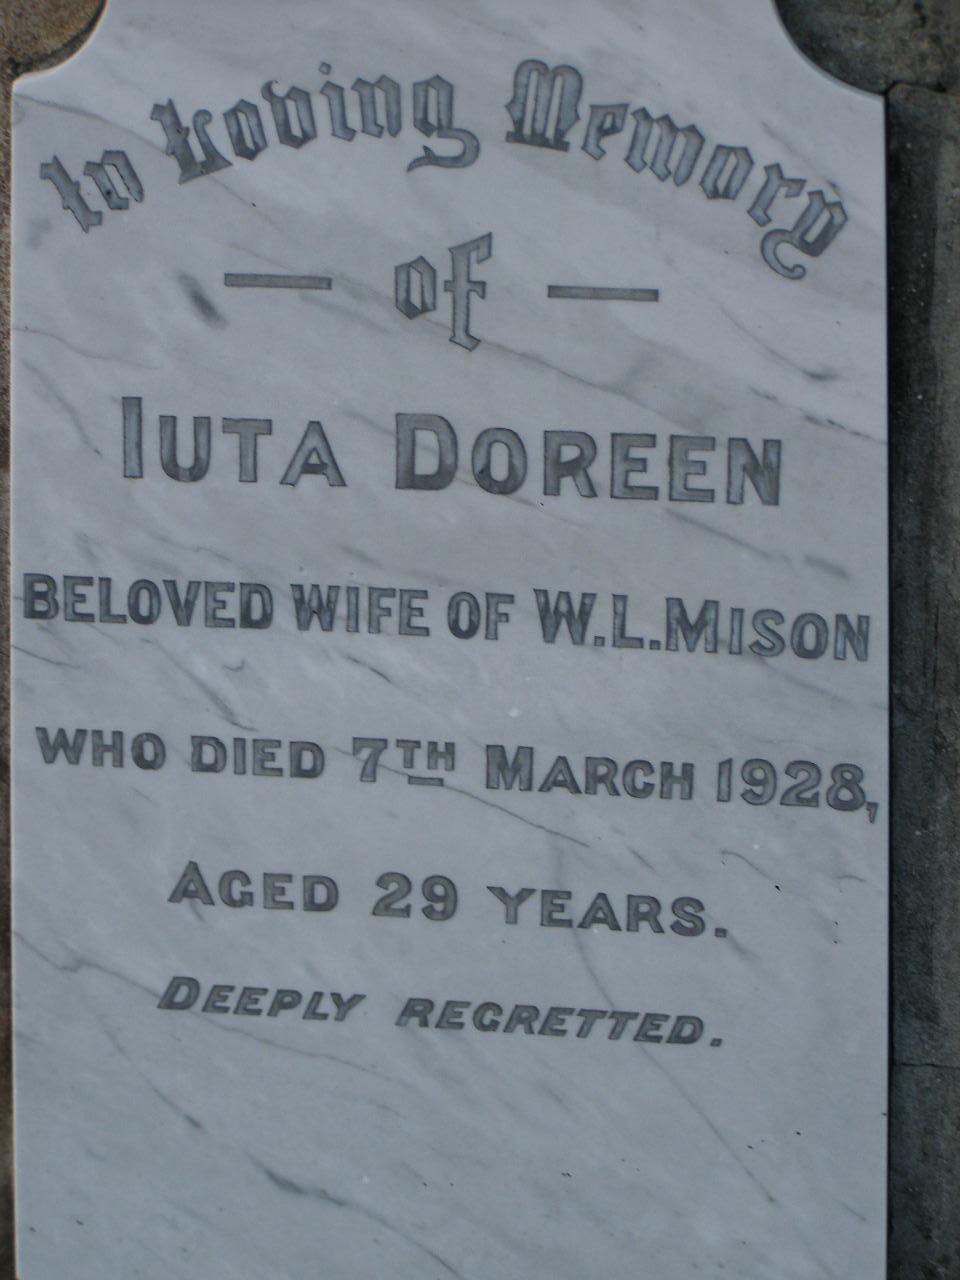 In Loving Memory
— of —
IUTA DOREEN
BELOVED WIFE OF W.L.MISON
WHO DIED 7TH MARCH 1928,
AGED 29 YEARS.
DEEPLY REGRETTED.